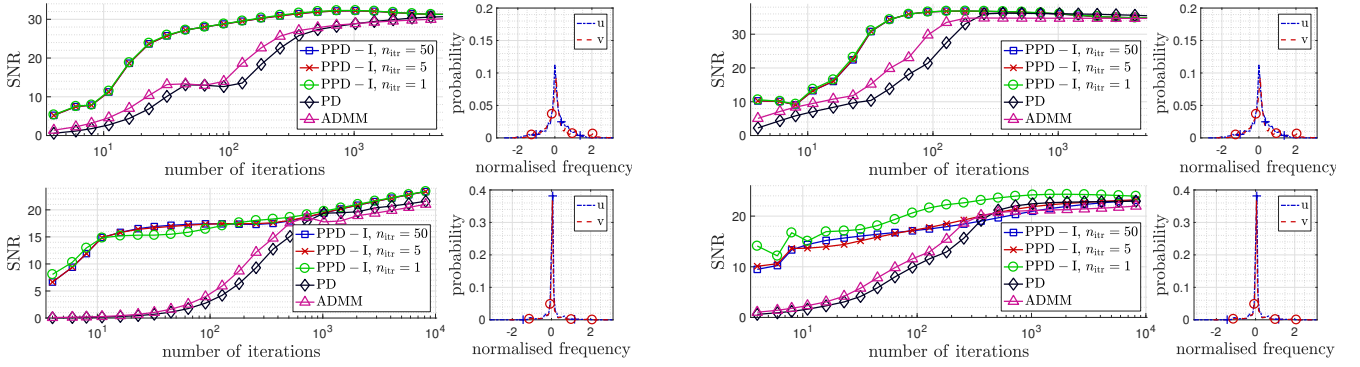 SNR
30
20
10
0
PPD − I, n_itr = 50
PPD − I, n_itr = 5
PPD − I, n_itr = 1
PD
ADMM
10^1
10^2
10^3
number of iterations
probability
0.2
0.15
0.1
0.05
0
u
v
-2 0 2
normalised frequency
SNR
30
20
10
0
PPD − I, n_itr = 50
PPD − I, n_itr = 5
PPD − I, n_itr = 1
PD
ADMM
10^1
10^2
10^3
number of iterations
probability
0.2
0.15
0.1
0.05
0
u
v
-2 0 2
normalised frequency
SNR
20
15
10
5
0
PPD − I, n_itr = 50
PPD − I, n_itr = 5
PPD − I, n_itr = 1
PD
ADMM
10^1
10^2
10^3
10^4
number of iterations
probability
0.4
0.3
0.2
0.1
0
u
v
-2 0 2
normalised frequency
SNR
20
10
0
PPD − I, n_itr = 50
PPD − I, n_itr = 5
PPD − I, n_itr = 1
PD
ADMM
10^1
10^2
10^3
10^4
number of iterations
probability
0.4
0.3
0.2
0.1
0
u
v
-2 0 2
normalised frequency